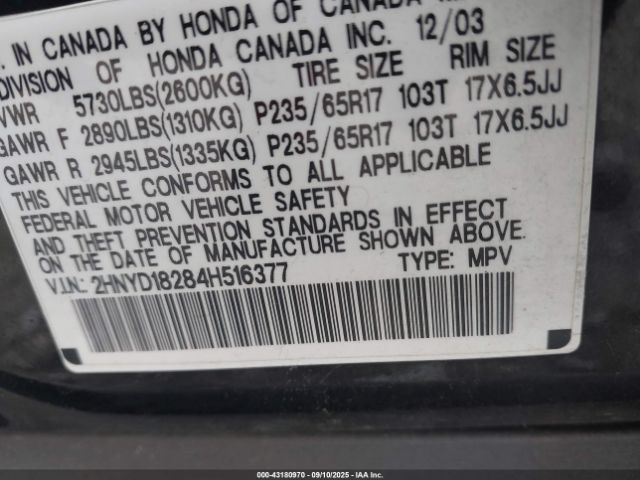 . IN CANADA BY HONDA OF CANADA
DIVISION OF HONDA CANADA INC. 12/03
VWR 5730LBS(2600KG) TIRE SIZE RIM SIZE
GAWR F 2890LBS(1310KG) P235/65R17 103T 17X6.5JJ
GAWR R 2945LBS(1335KG) P235/65R17 103T 17X6.5JJ
THIS VEHICLE CONFORMS TO ALL APPLICABLE
FEDERAL MOTOR VEHICLE SAFETY
AND THEFT PREVENTION STANDARDS IN EFFECT
ON THE DATE OF MANUFACTURE SHOWN ABOVE.
V.I.N.: 2HNYD18284H516377 TYPE: MPV
000-43180970 - 09/10/2025 - IAAI.COM